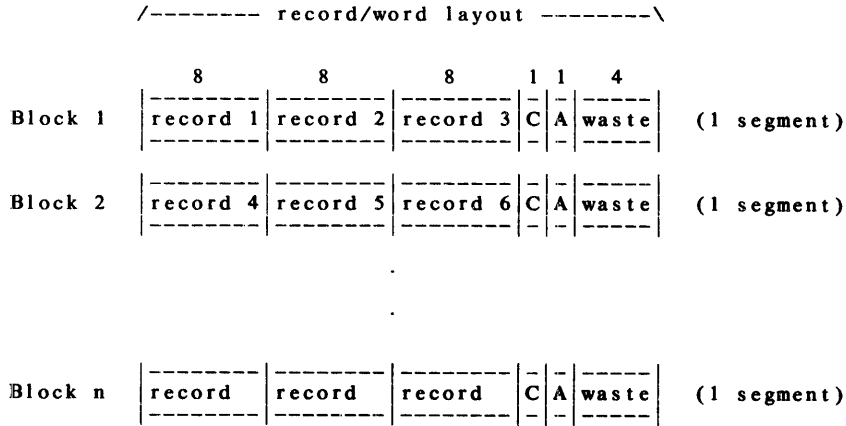 /-------- record/word layout --------\
8 8 8 1 1 4
Block 1 |record 1|record 2|record 3|C|A|waste| (1 segment)
Block 2 |record 4|record 5|record 6|C|A|waste| (1 segment)
.
.
Block n |record |record |record |C|A|waste| (1 segment)